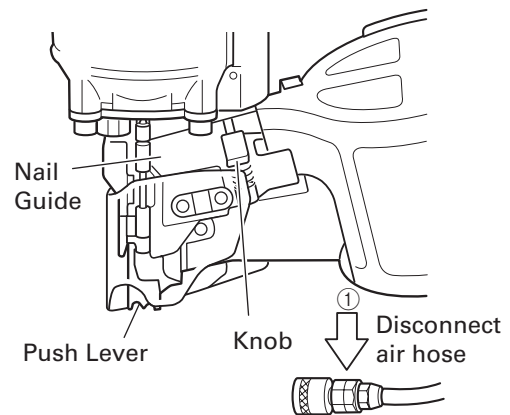 Nail
Guide
Push Lever
Knob
①
Disconnect
air hose